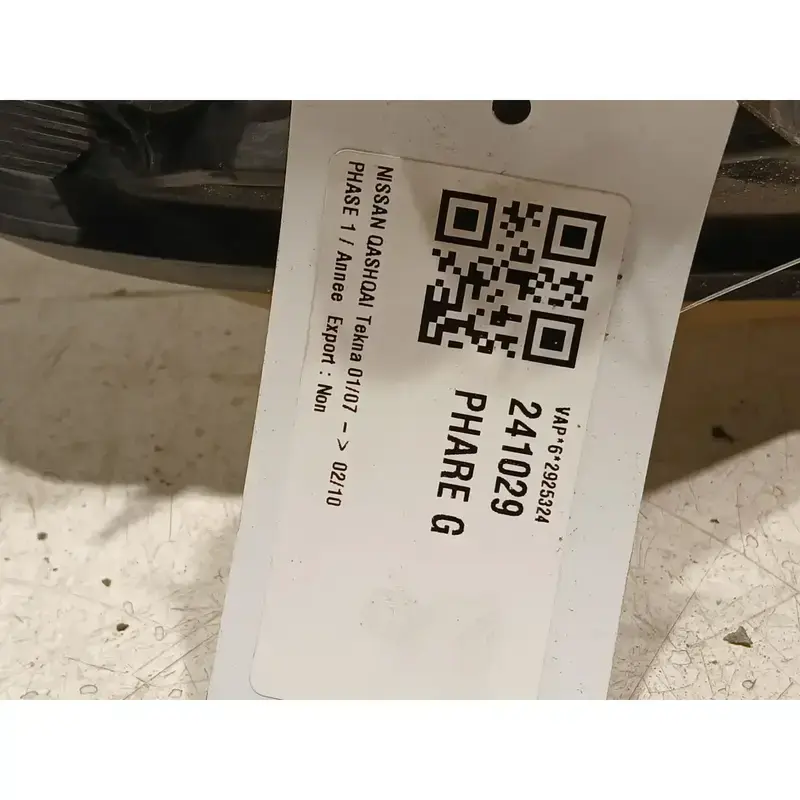 VAP*6*2925324
241029
PHARE G
NISSAN QASHQAI Tekna 01/07 -> 02/10
PHASE 1 / Annee Export : Non